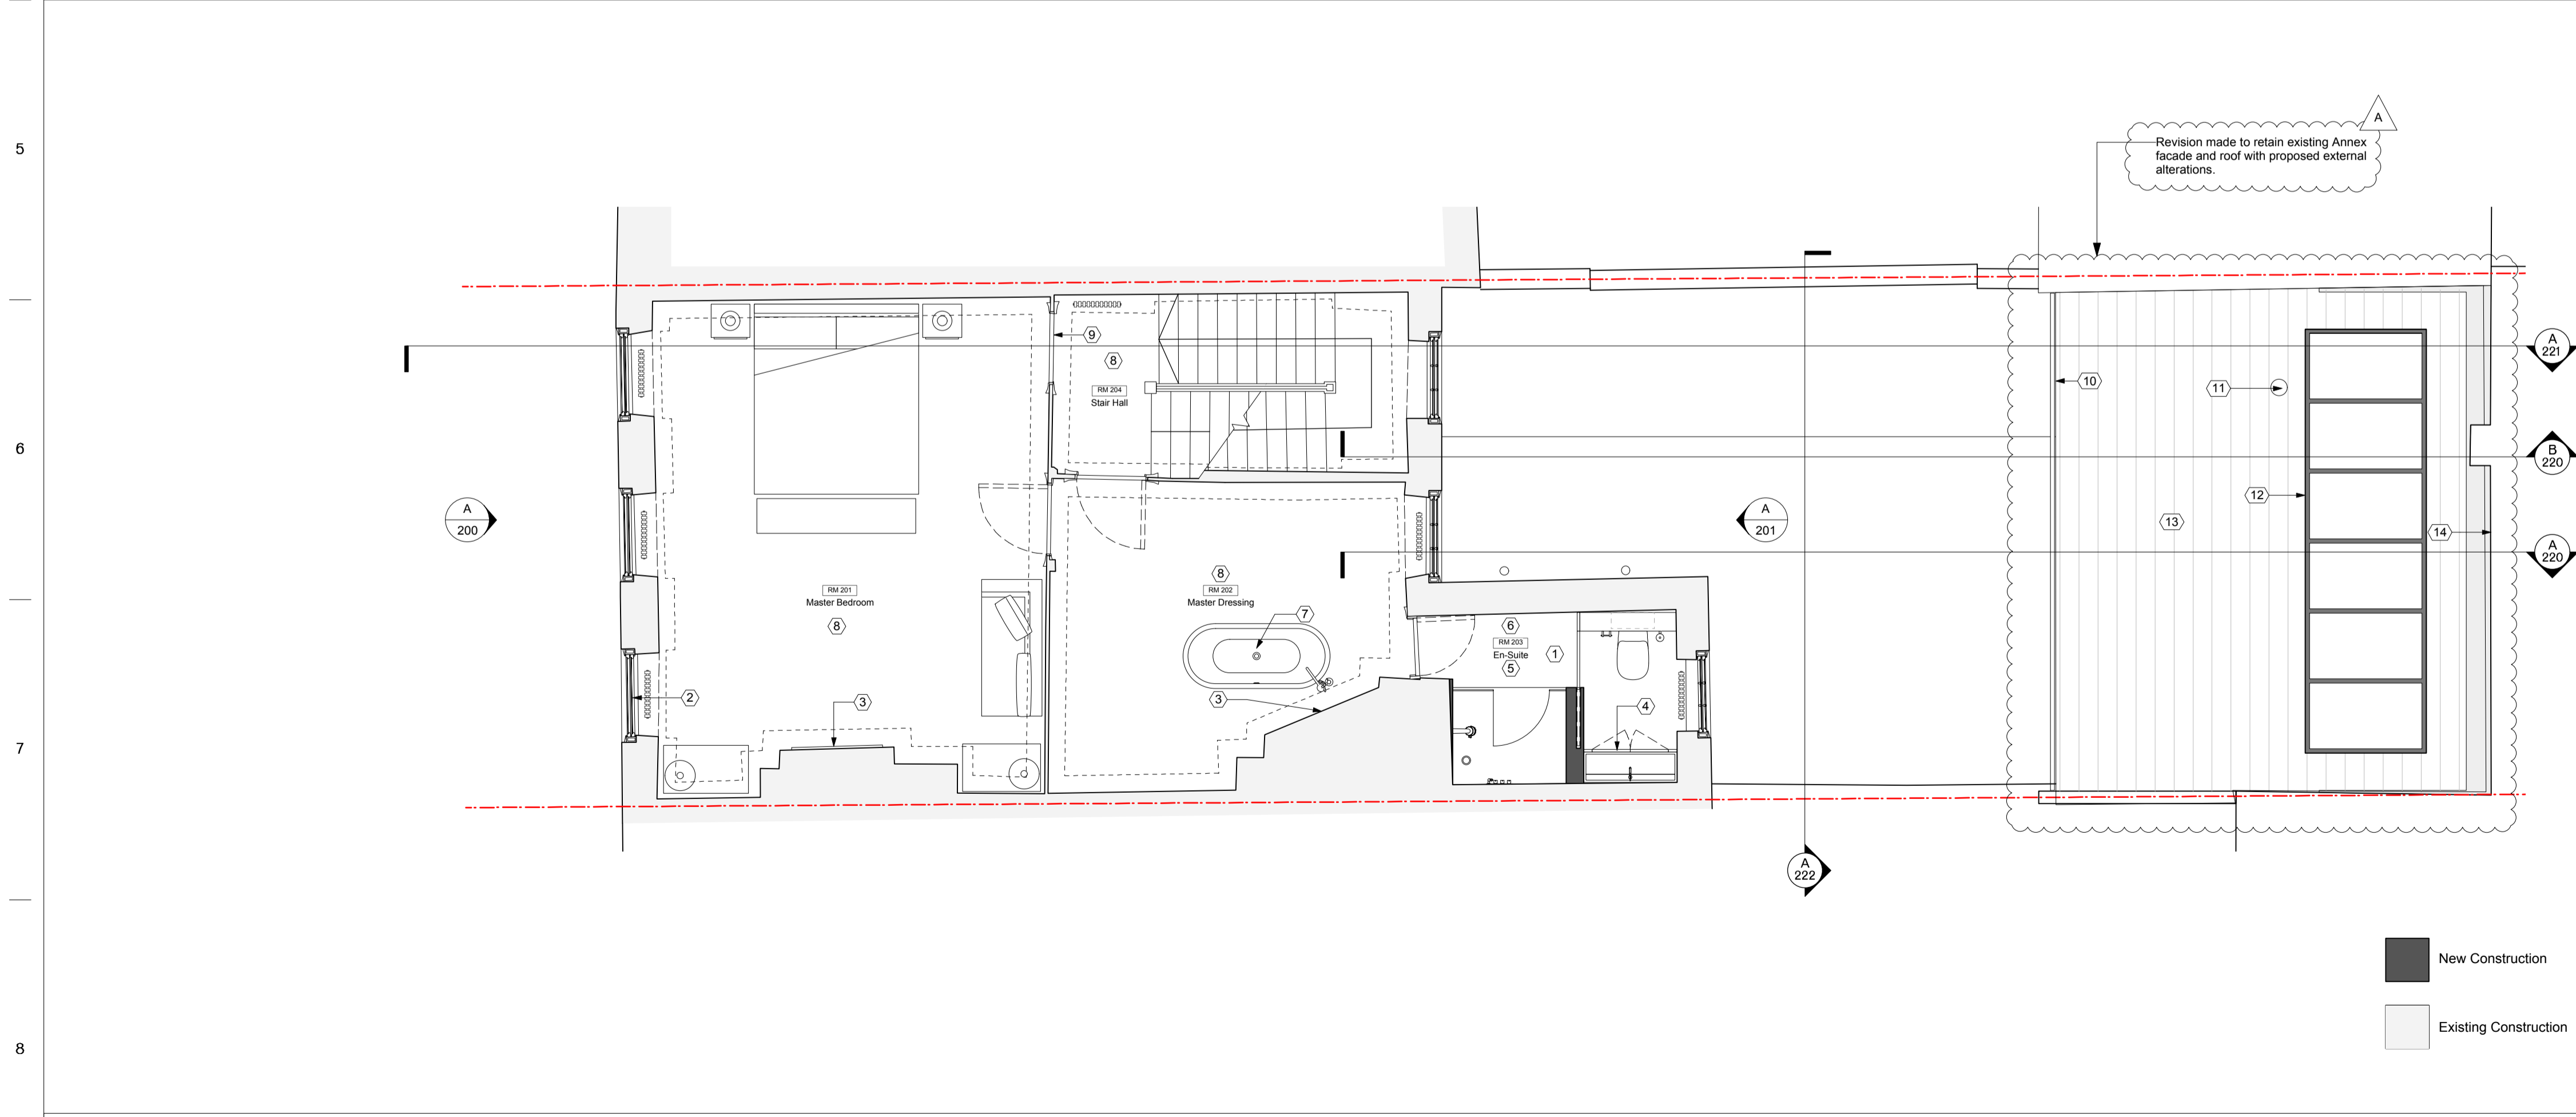 5
6
7
8
A
Revision made to retain existing Annex
facade and roof with proposed external
alterations.
9
8
RM 204
Stair Hall
10
11
12
13
14
A
221
B
220
A
220
A
200
A
201
RM 201
Master Bedroom
8
8
RM 202
Master Dressing
7
6
RM 203
En-Suite
5
1
2
3
3
4
A
222
New Construction
Existing Construction